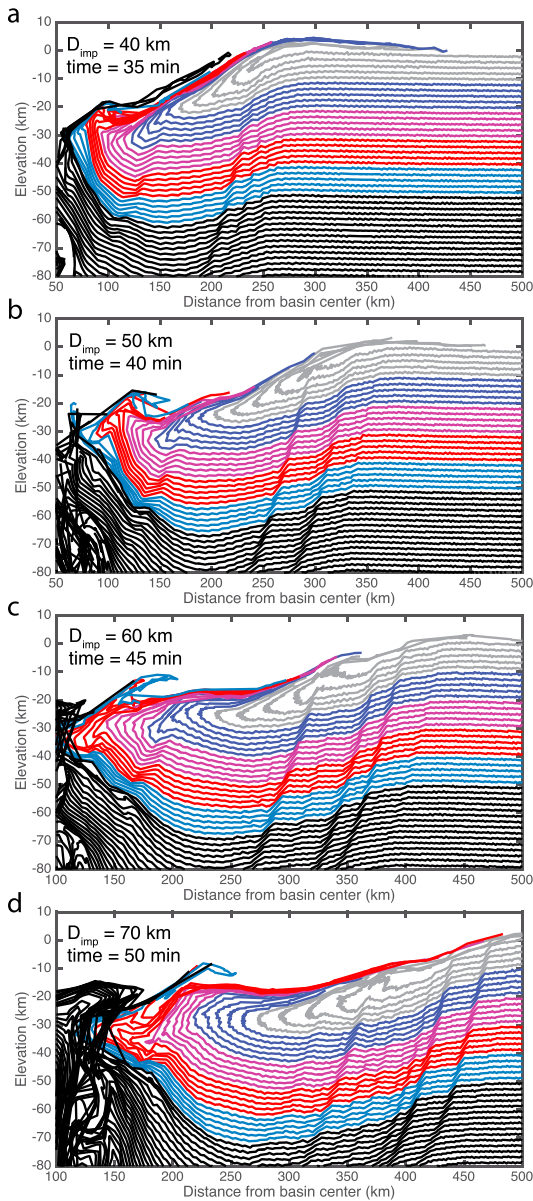 a
D_imp = 40 km
time = 35 min
Elevation (km)
10
0
-10
-20
-30
-40
-50
-60
-70
-80
50 100 150 200 250 300 350 400 450 500
Distance from basin center (km)
b
D_imp = 50 km
time = 40 min
Elevation (km)
10
0
-10
-20
-30
-40
-50
-60
-70
-80
50 100 150 200 250 300 350 400 450 500
Distance from basin center (km)
c
D_imp = 60 km
time = 45 min
Elevation (km)
10
0
-10
-20
-30
-40
-50
-60
-70
-80
100 150 200 250 300 350 400 450 500
Distance from basin center (km)
d
D_imp = 70 km
time = 50 min
Elevation (km)
10
0
-10
-20
-30
-40
-50
-60
-70
-80
100 150 200 250 300 350 400 450 500
Distance from basin center (km)